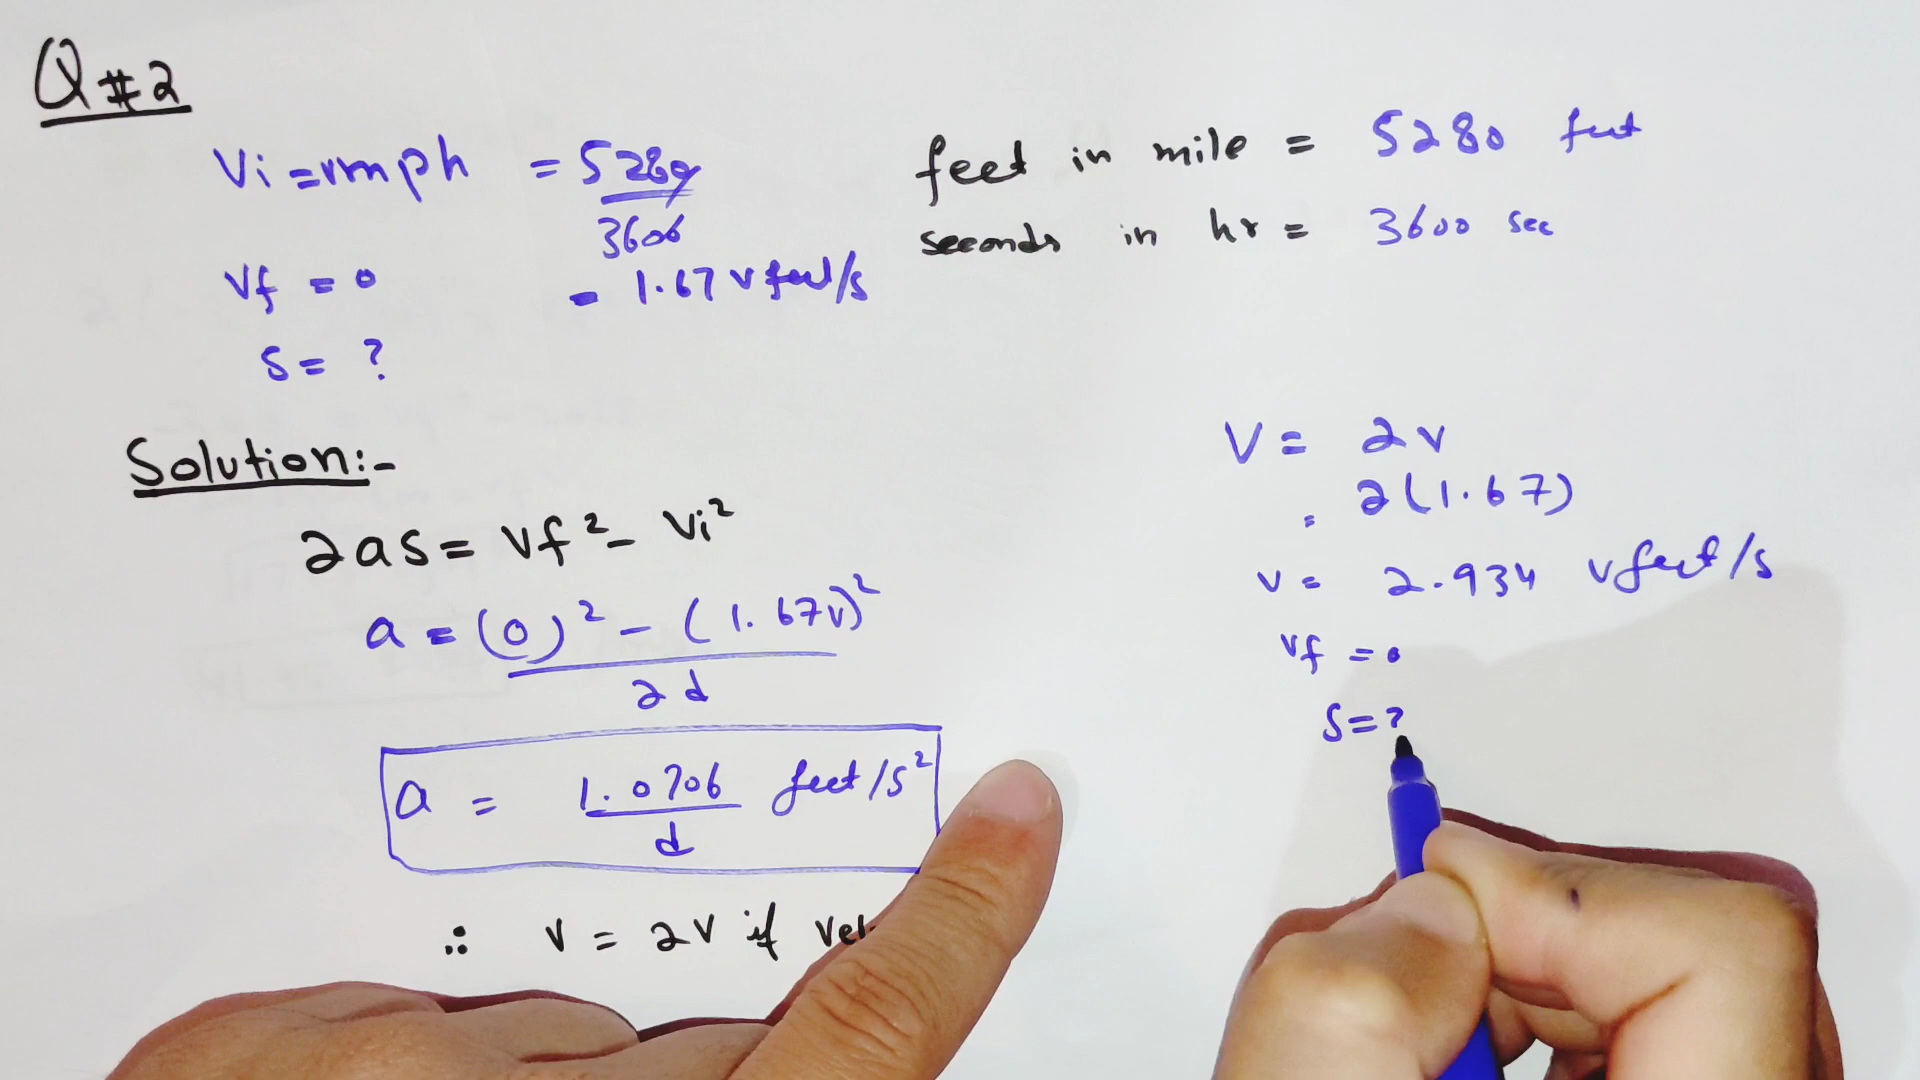 Q#2
Vi = vmph = 5280/3600
feet in mile = 5280 feet
seconds in hr = 3600 sec
Vf = 0
= 1.67 v feet/s
S = ?
Solution:-
2as = vf² - vi²
a = (0)² - (1.67v)²
2d
a = 1.0706/d feet/s²
∴ v = 2v if
V = 2v
= 2(1.67)
v = 2.934 v feet/s
vf = 0
S = ?